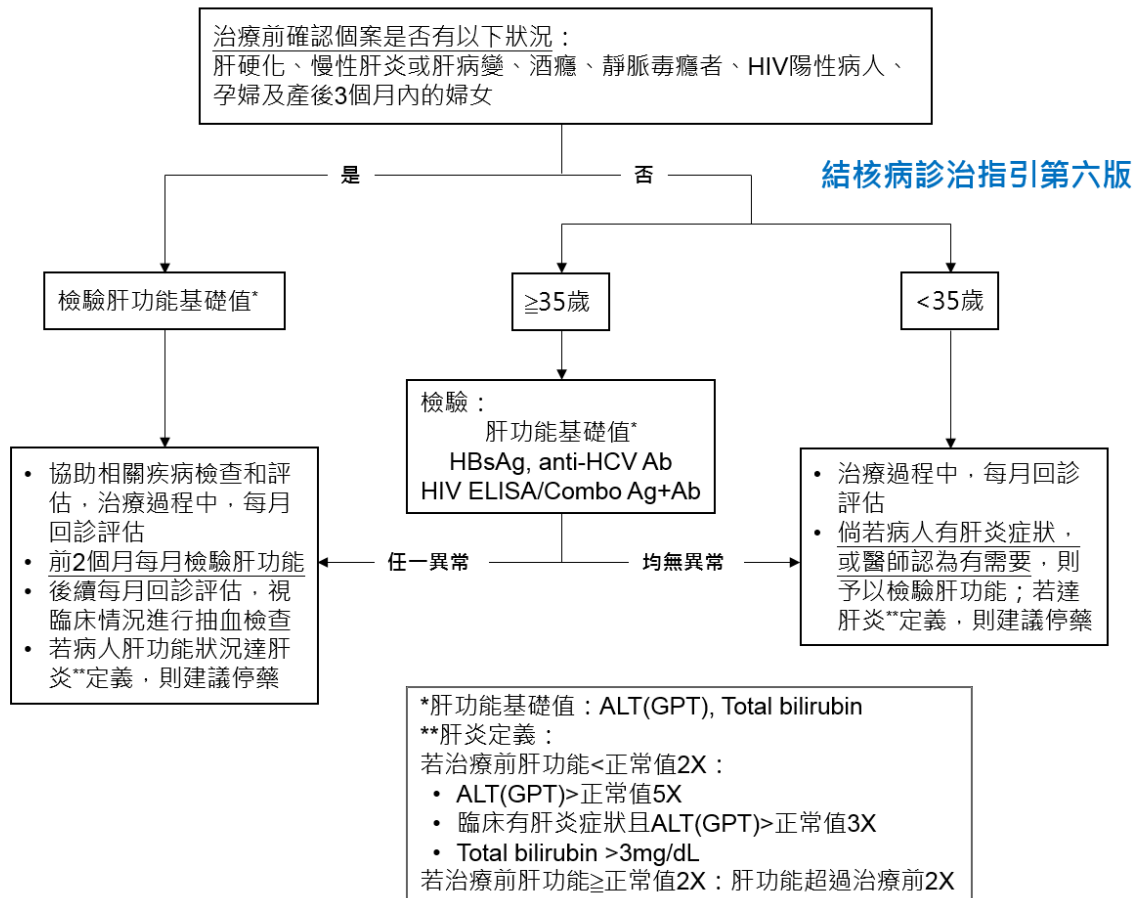 治療前確認個案是否有以下狀況：
肝硬化、慢性肝炎或肝病變、酒癮、靜脈毒癮者、HIV陽性病人、
孕婦及產後3個月內的婦女
是
否
結核病診治指引第六版
檢驗肝功能基礎值*
≧35歲
<35歲
檢驗：
肝功能基礎值*
HBsAg, anti-HCV Ab
HIV ELISA/Combo Ag+Ab
• 協助相關疾病檢查和評
估，治療過程中，每月
回診評估
• 前2個月每月檢驗肝功能
• 後續每月回診評估，視
臨床情況進行抽血檢查
• 若病人肝功能狀況達肝
炎**定義，則建議停藥
任一異常
均無異常
• 治療過程中，每月回診
評估
• 倘若病人有肝炎症狀，
或醫師認為有需要，則
予以檢驗肝功能；若達
肝炎**定義，則建議停藥
*肝功能基礎值：ALT(GPT), Total bilirubin
**肝炎定義：
若治療前肝功能<正常值2X：
• ALT(GPT)>正常值5X
• 臨床有肝炎症狀且ALT(GPT)>正常值3X
• Total bilirubin >3mg/dL
若治療前肝功能≧正常值2X：肝功能超過治療前2X